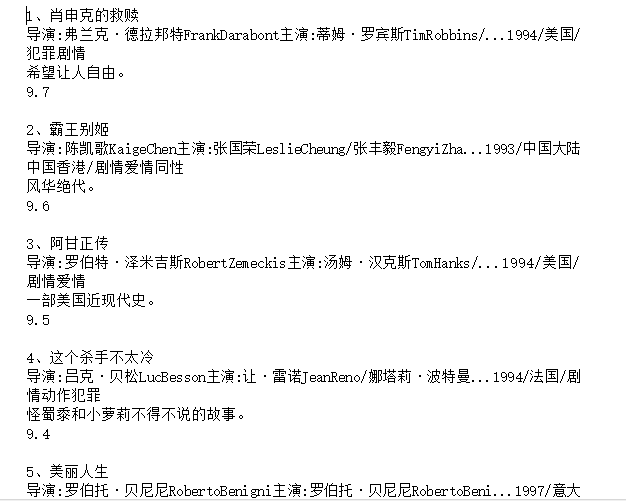 1、肖申克的救赎
导演:弗兰克·德拉邦特FrankDarabont主演:蒂姆·罗宾斯TimRobbins/...1994/美国/
犯罪剧情
希望让人自由。
9.7
2、霸王别姬
导演:陈凯歌KaigeChen主演:张国荣LeslieCheung/张丰毅FengyiZha...1993/中国大陆
中国香港/剧情爱情同性
风华绝代。
9.6
3、阿甘正传
导演:罗伯特·泽米吉斯RobertZemeckis主演:汤姆·汉克斯TomHanks/...1994/美国/
剧情爱情
一部美国近现代史。
9.5
4、这个杀手不太冷
导演:吕克·贝松LucBesson主演:让·雷诺JeanReno/娜塔莉·波特曼...1994/法国/剧
情动作犯罪
怪蜀黍和小萝莉不得不说的故事。
9.4
5、美丽人生
导演:罗伯托·贝尼尼RobertoBenigni主演:罗伯托·贝尼尼RobertoBeni...1997/意大